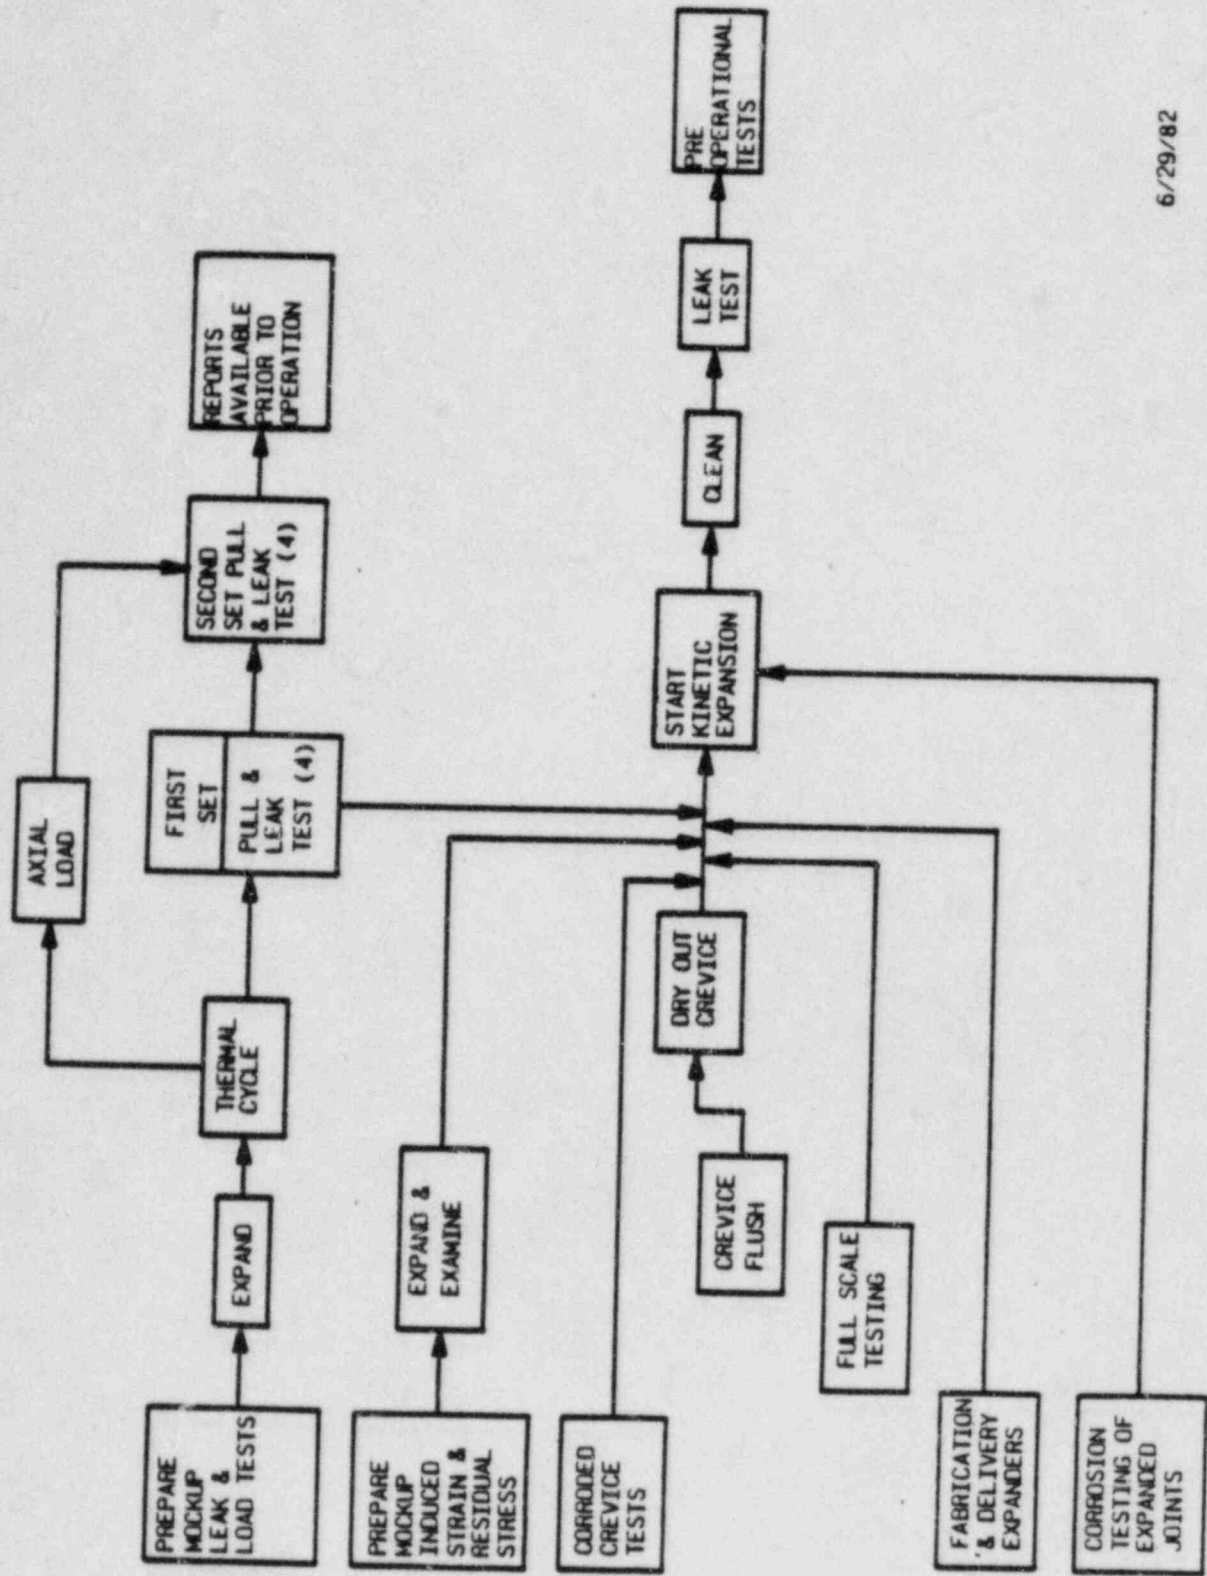 PREPARE
MOCKUP
LEAK &
LOAD TESTS
EXPAND
THERMAL
CYCLE
AXIAL
LOAD
FIRST
SET
PULL &
LEAK
TEST (4)
SECOND
SET PULL
& LEAK
TEST (4)
REPORTS
AVAILABLE
PRIOR TO
OPERATION
PREPARE
MOCKUP
INDUCED
STRAIN &
RESIDUAL
STRESS
EXPAND &
EXAMINE
CORRODED
CREVICE
TESTS
CREVICE
FLUSH
DRY OUT
CREVICE
START
KINETIC
EXPANSION
CLEAN
LEAK
TEST
PRE
OPERATIONAL
TESTS
FULL SCALE
TESTING
FABRICATION
& DELIVERY
EXPANDERS
CORROSION
TESTING OF
EXPANDED
JOINTS
6/29/82